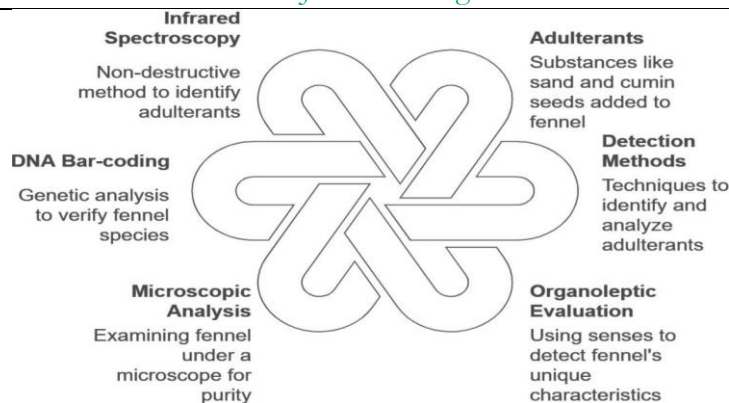 Infrared
Spectroscopy
Non-destructive
method to identify
adulterants
Adulterants
Substances like
sand and cumin
seeds added to
fennel
DNA Bar-coding
Genetic analysis
to verify fennel
species
Detection
Methods
Techniques to
identify and
analyze
adulterants
Microscopic
Analysis
Examining fennel
under a
microscope for
purity
Organoleptic
Evaluation
Using senses to
detect fennel's
unique
characteristics